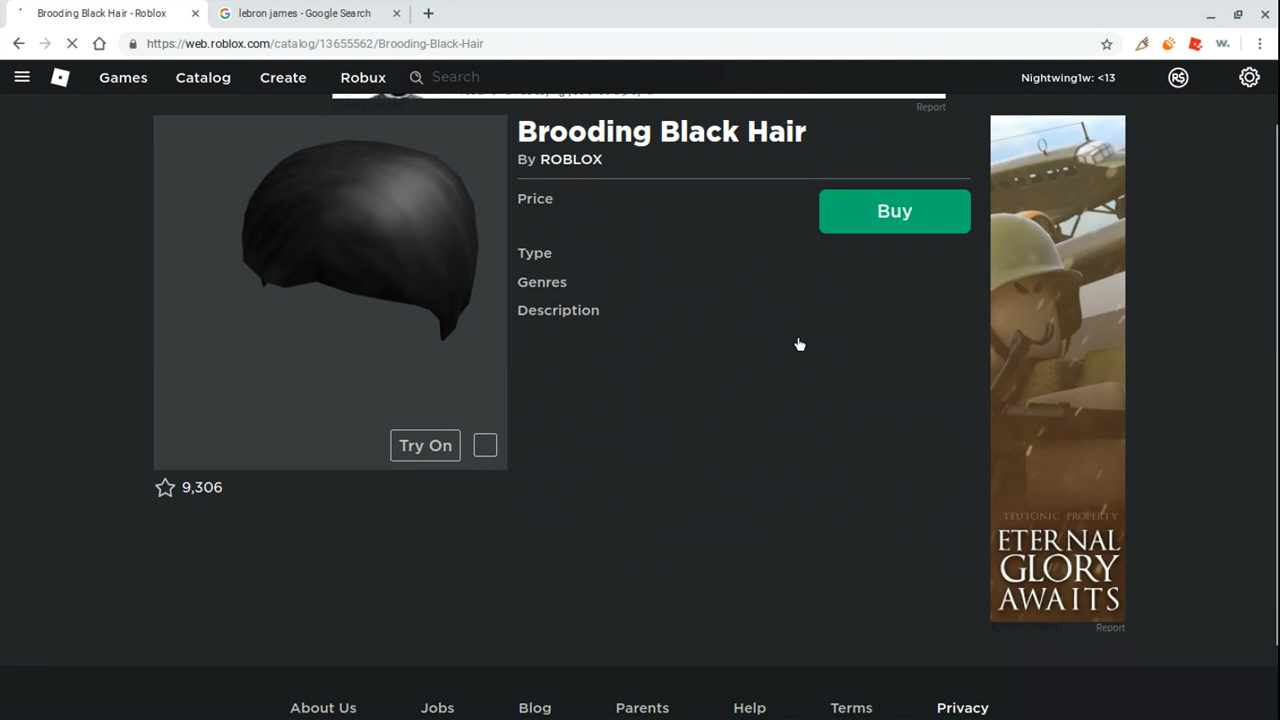 Brooding Black Hair - Roblox
lebron james - Google Search
https://web.roblox.com/catalog/13655562/Brooding-Black-Hair
W.
Games
Catalog
Create
Robux
Search
Nightwing1w: <13
R$
Report
Brooding Black Hair
By ROBLOX
Price
Buy
Type
Genres
Description
Try On
9,306
TEUTONIC PROPERTY
ETERNAL
GLORY
AWAITS
Report
About Us
Jobs
Blog
Parents
Help
Terms
Privacy